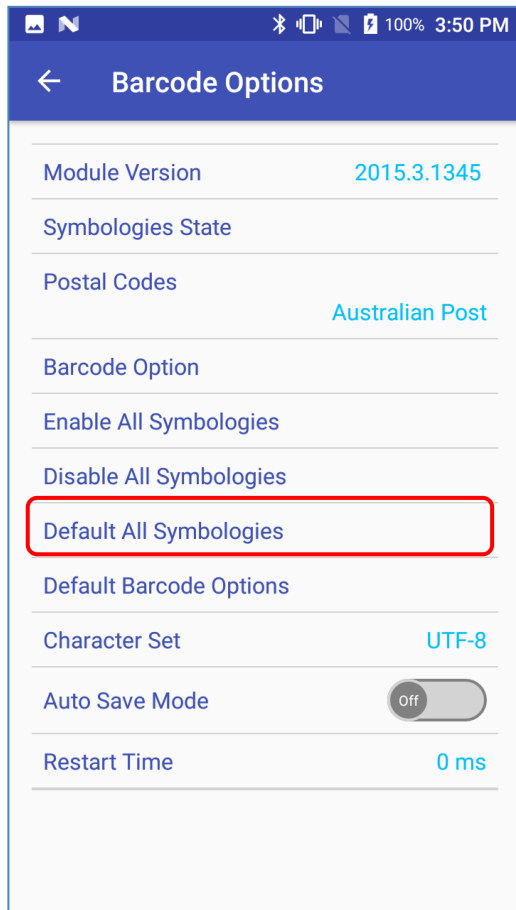 100% 3:50 PM
Barcode Options
Module Version 2015.3.1345
Symbologies State
Postal Codes
Australian Post
Barcode Option
Enable All Symbologies
Disable All Symbologies
Default All Symbologies
Default Barcode Options
Character Set UTF-8
Auto Save Mode Off
Restart Time 0 ms